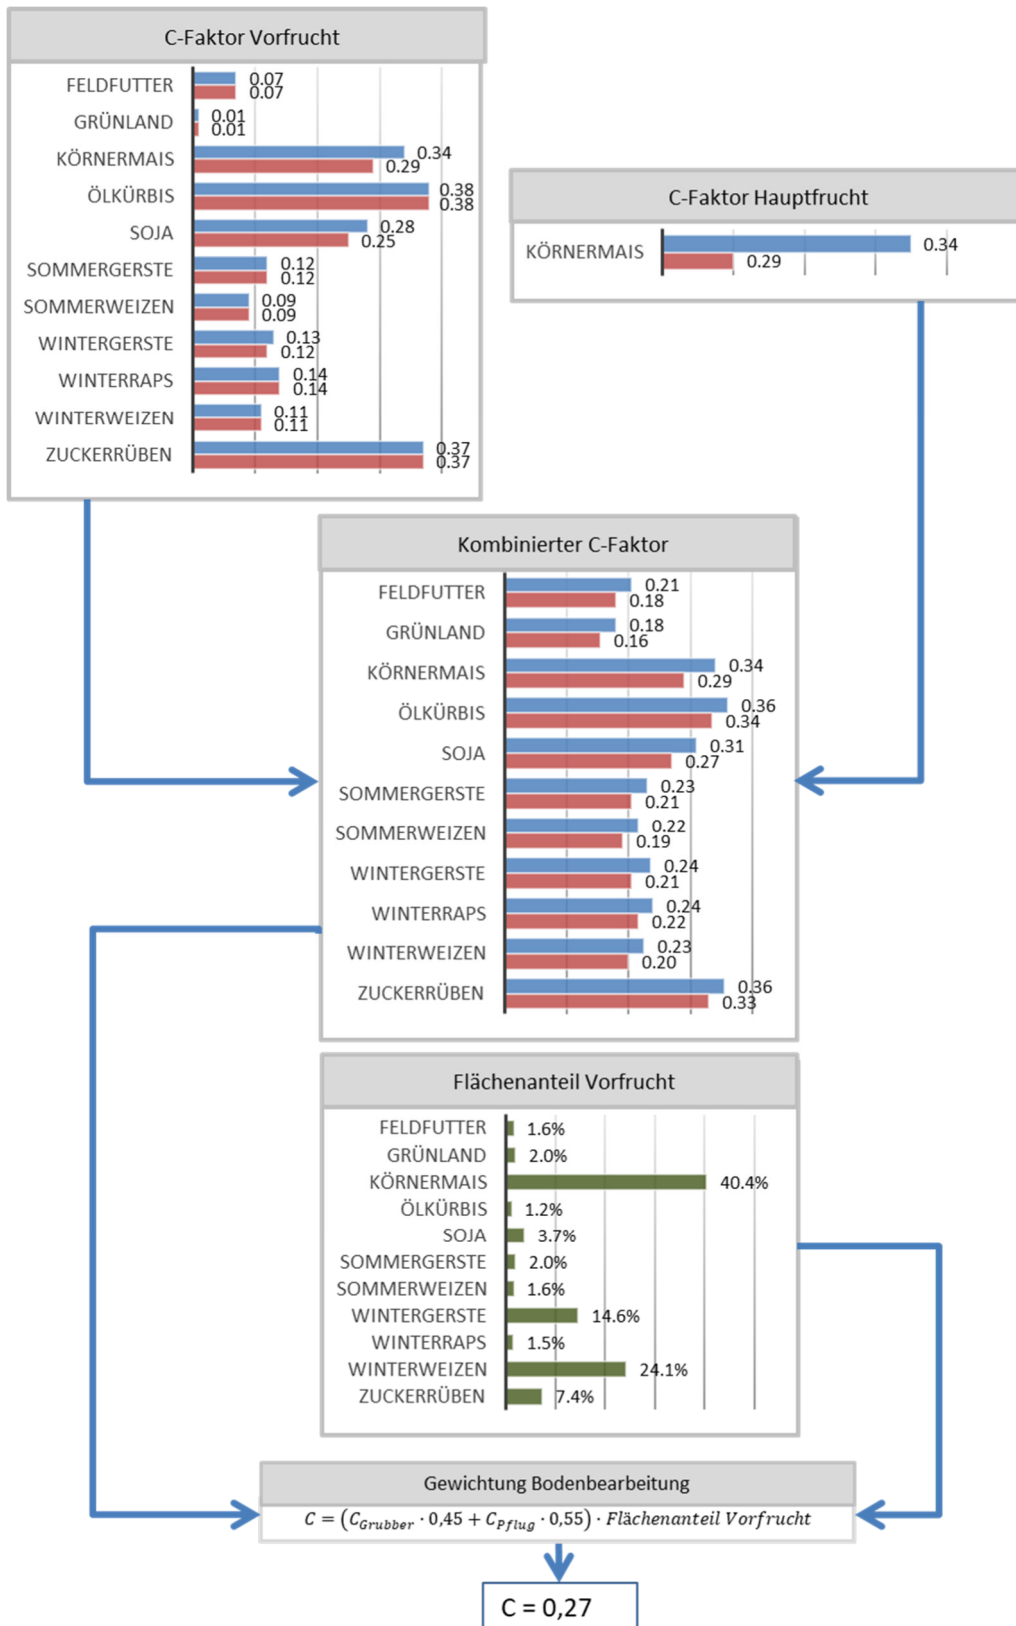 C-Faktor Vorfrucht
FELDFUTTER 0.07 0.07
GRÜNLAND 0.01 0.01
KÖRNERMAIS 0.34 0.29
ÖLKÜRBIS 0.38 0.38
SOJA 0.28 0.25
SOMMERGERSTE 0.12 0.12
SOMMERWEIZEN 0.09 0.09
WINTERGERSTE 0.13 0.12
WINTERRAPS 0.14 0.14
WINTERWEIZEN 0.11 0.11
ZUCKERRÜBEN 0.37 0.37
C-Faktor Hauptfrucht
KÖRNERMAIS 0.34 0.29
Kombinierter C-Faktor
FELDFUTTER 0.21 0.18
GRÜNLAND 0.18 0.16
KÖRNERMAIS 0.34 0.29
ÖLKÜRBIS 0.36 0.34
SOJA 0.31 0.27
SOMMERGERSTE 0.23 0.21
SOMMERWEIZEN 0.22 0.19
WINTERGERSTE 0.24 0.21
WINTERRAPS 0.24 0.22
WINTERWEIZEN 0.23 0.20
ZUCKERRÜBEN 0.36 0.33
Flächenanteil Vorfrucht
FELDFUTTER 1.6%
GRÜNLAND 2.0%
KÖRNERMAIS 40.4%
ÖLKÜRBIS 1.2%
SOJA 3.7%
SOMMERGERSTE 2.0%
SOMMERWEIZEN 1.6%
WINTERGERSTE 14.6%
WINTERRAPS 1.5%
WINTERWEIZEN 24.1%
ZUCKERRÜBEN 7.4%
Gewichtung Bodenbearbeitung
C = (C_Grubber · 0,45 + C_Pflug · 0,55) · Flächenanteil Vorfrucht
C = 0,27